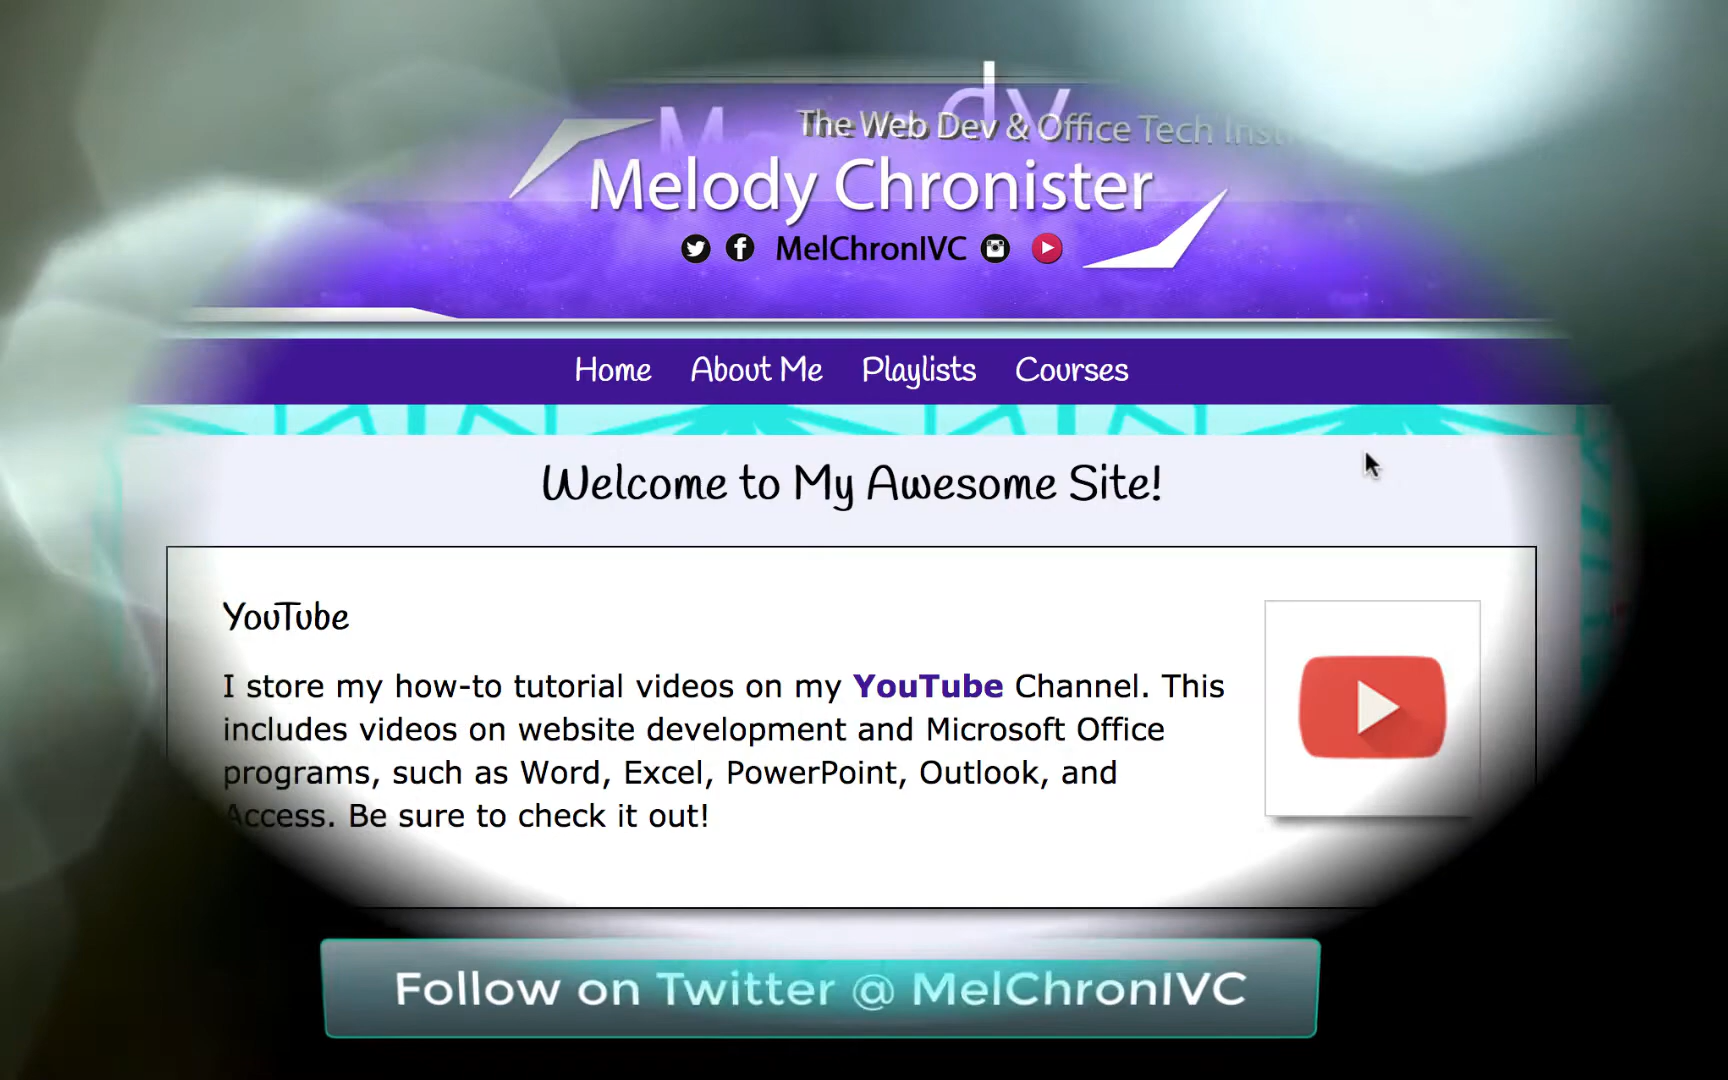 The Web Dev & Office Tech
Melody Chronister
MelChronIVC
Home About Me Playlists Courses
Welcome to My Awesome Site!
YouTube
I store my how-to tutorial videos on my YouTube Channel. This
includes videos on website development and Microsoft Office
programs, such as Word, Excel, PowerPoint, Outlook, and
Access. Be sure to check it out!
Follow on Twitter @ MelChronIVC